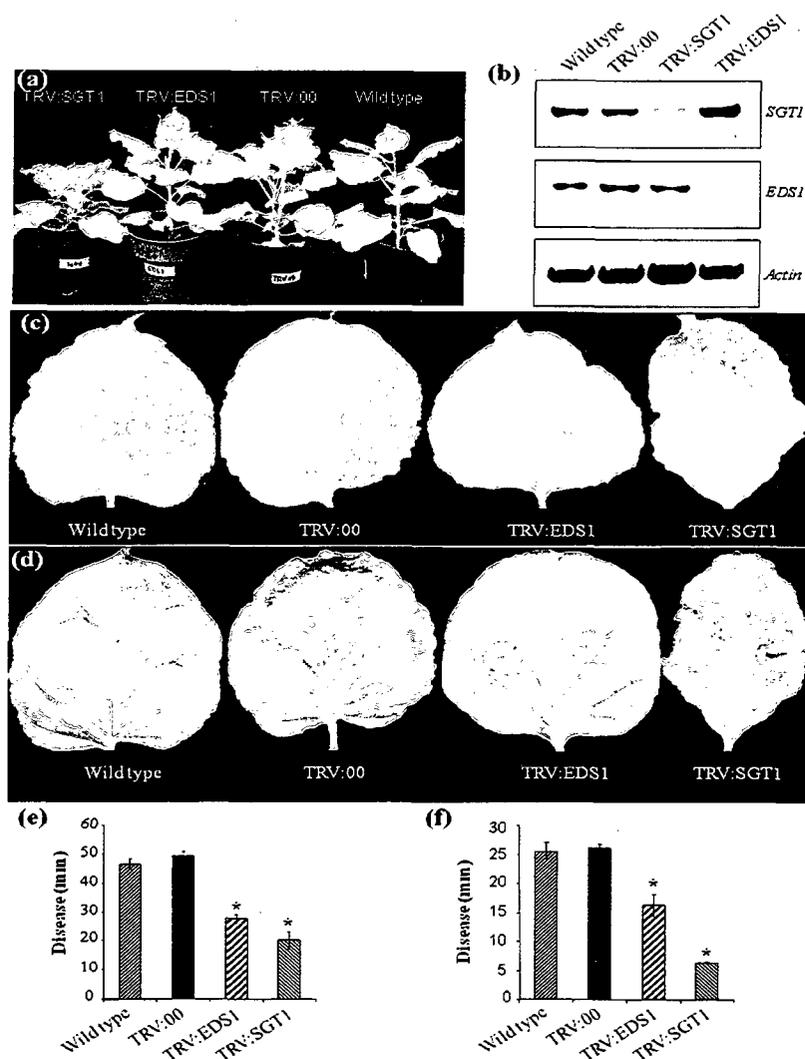 (a)
TRV:SGT1 TRV:EDS1 TRV:00 Wildtype
(b)
Wildtype TRV:00 TRV:SGT1 TRV:EDS1
SGT1
EDS1
Actin
(c)
Wildtype TRV:00 TRV:EDS1 TRV:SGT1
(d)
Wildtype TRV:00 TRV:EDS1 TRV:SGT1
(e)
Disease (mm)
60
50
40
30
20
10
0
* *
Wildtype TRV:00 TRV:EDS1 TRV:SGT1
(f)
Disease (mm)
30
25
20
15
10
5
0
* *
Wildtype TRV:00 TRV:EDS1 TRV:SGT1